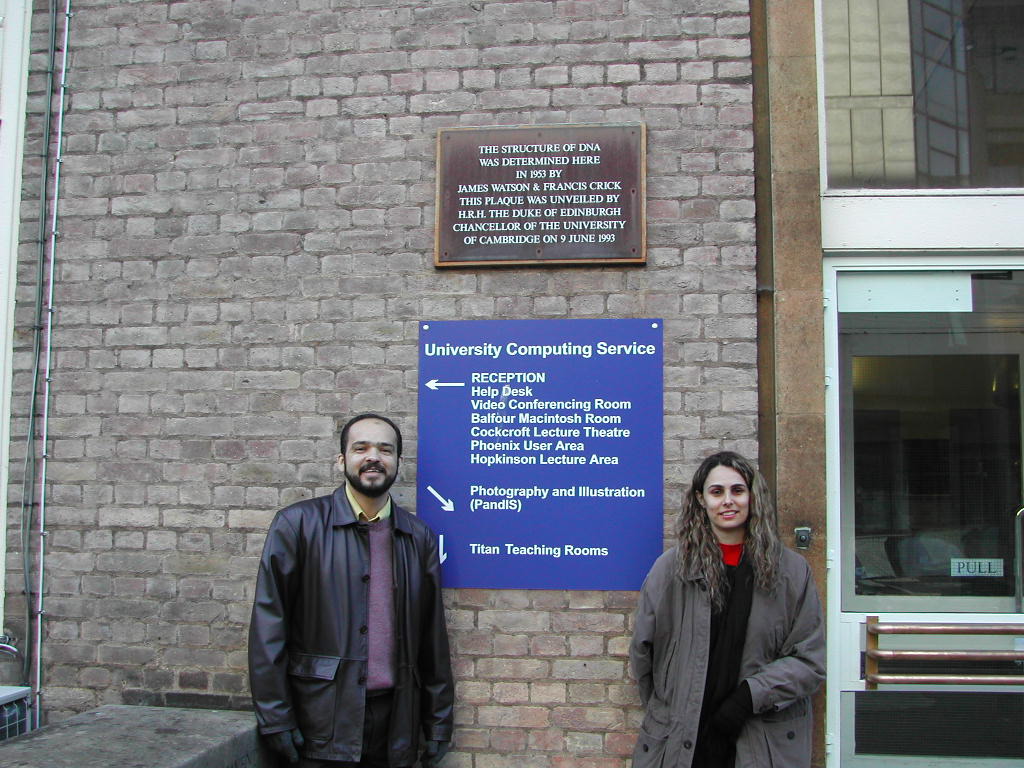 THE STRUCTURE OF DNA
WAS DETERMINED HERE
IN 1953 BY
JAMES WATSON & FRANCIS CRICK
THIS PLAQUE WAS UNVEILED BY
H.R.H. THE DUKE OF EDINBURGH
CHANCELLOR OF THE UNIVERSITY
OF CAMBRIDGE ON 9 JUNE 1993
University Computing Service
RECEPTION
Help Desk
Video Conferencing Room
Balfour Macintosh Room
Cockcroft Lecture Theatre
Phoenix User Area
Hopkinson Lecture Area
Photography and Illustration
(PandIS)
Titan Teaching Rooms
PULL